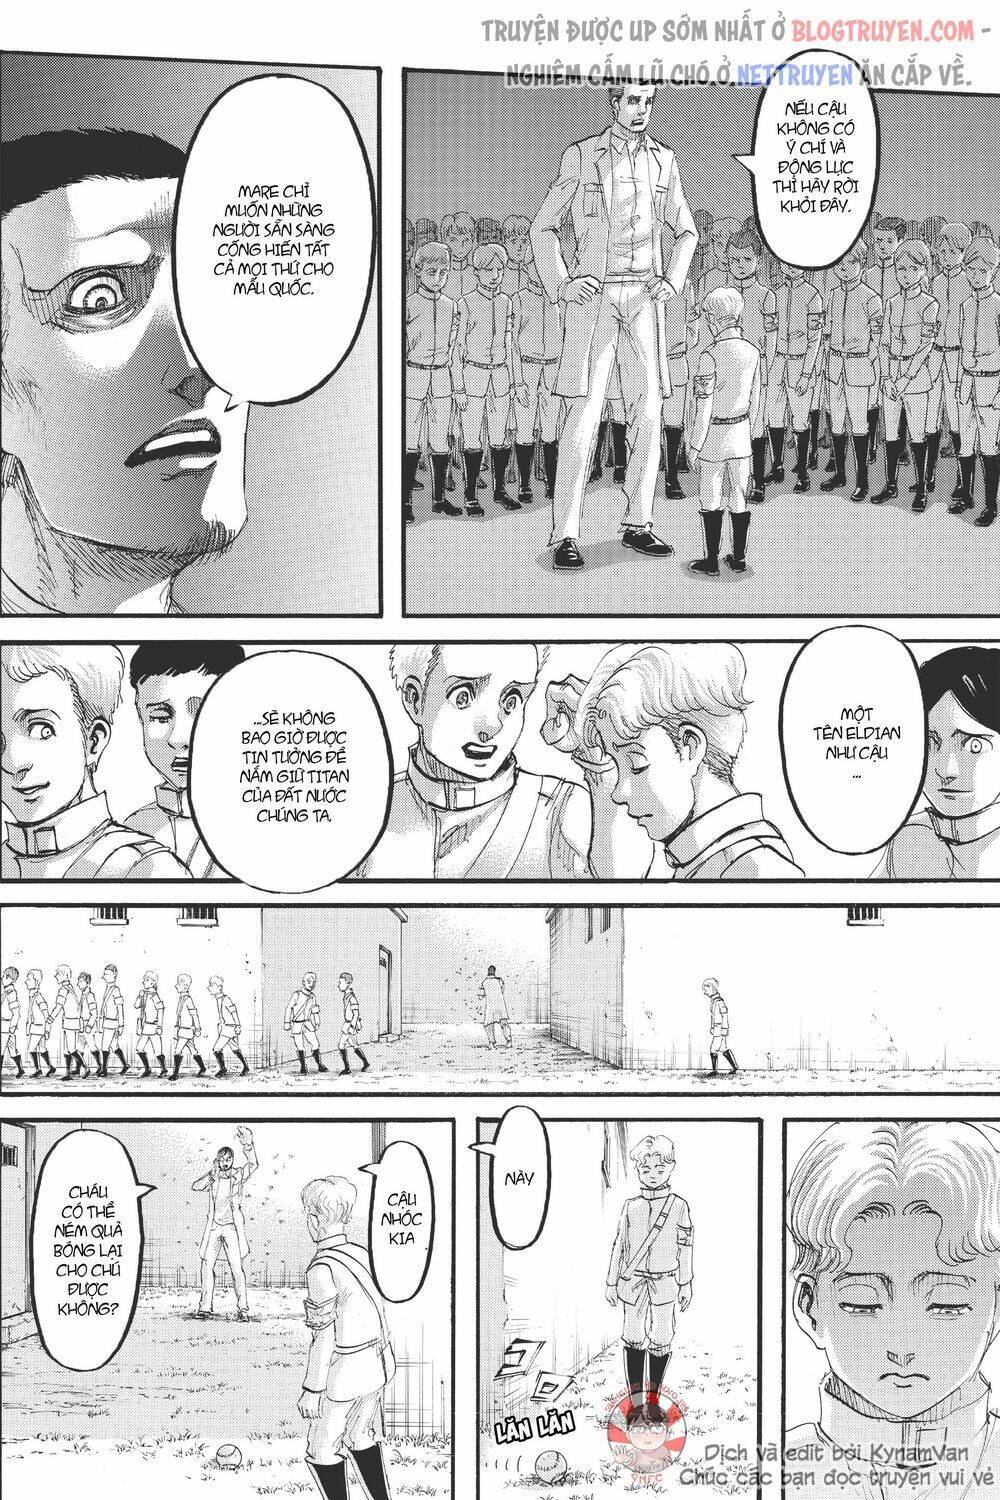 TRUYỆN ĐƯỢC UP SỚM NHẤT Ở BLOGTRUYEN.COM -
NGHIÊM CẤM LŨ CHÓ Ở NETTRUYEN ĂN CẮP VỀ.
NẾU CẬU
KHÔNG CÓ
Ý CHÍ VÀ
ĐỘNG LỰC
THÌ HÃY RỜI
KHỎI ĐÂY.
MARE CHỈ
MUỐN NHỮNG
NGƯỜI SẴN SÀNG
CỐNG HIẾN TẤT
CẢ MỌI THỨ CHO
MẪU QUỐC.
MỘT
TÊN ELDIAN
NHƯ CẬU
...
...SẼ KHÔNG
BAO GIỜ ĐƯỢC
TIN TƯỞNG ĐỂ
NẮM GIỮ TITAN
CỦA ĐẤT NƯỚC
CHÚNG TA.
NÀY
コロ
LĂN LĂN
CẬU
NHÓC
KIA
CHÁU
CÓ THỂ
NÉM QUẢ
BÓNG LẠI
CHO CHÚ
ĐƯỢC
KHÔNG?
VMFC
Dịch và edit bởi KynamVan
Chúc các bạn đọc truyện vui vẻ